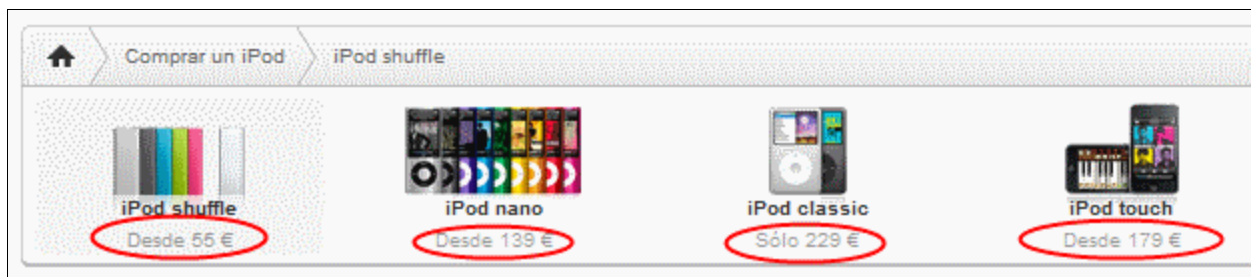 Comprar un iPod iPod shuffle
iPod shuffle iPod nano iPod classic iPod touch
Desde 55 € Desde 139 € Sólo 229 € Desde 179 €